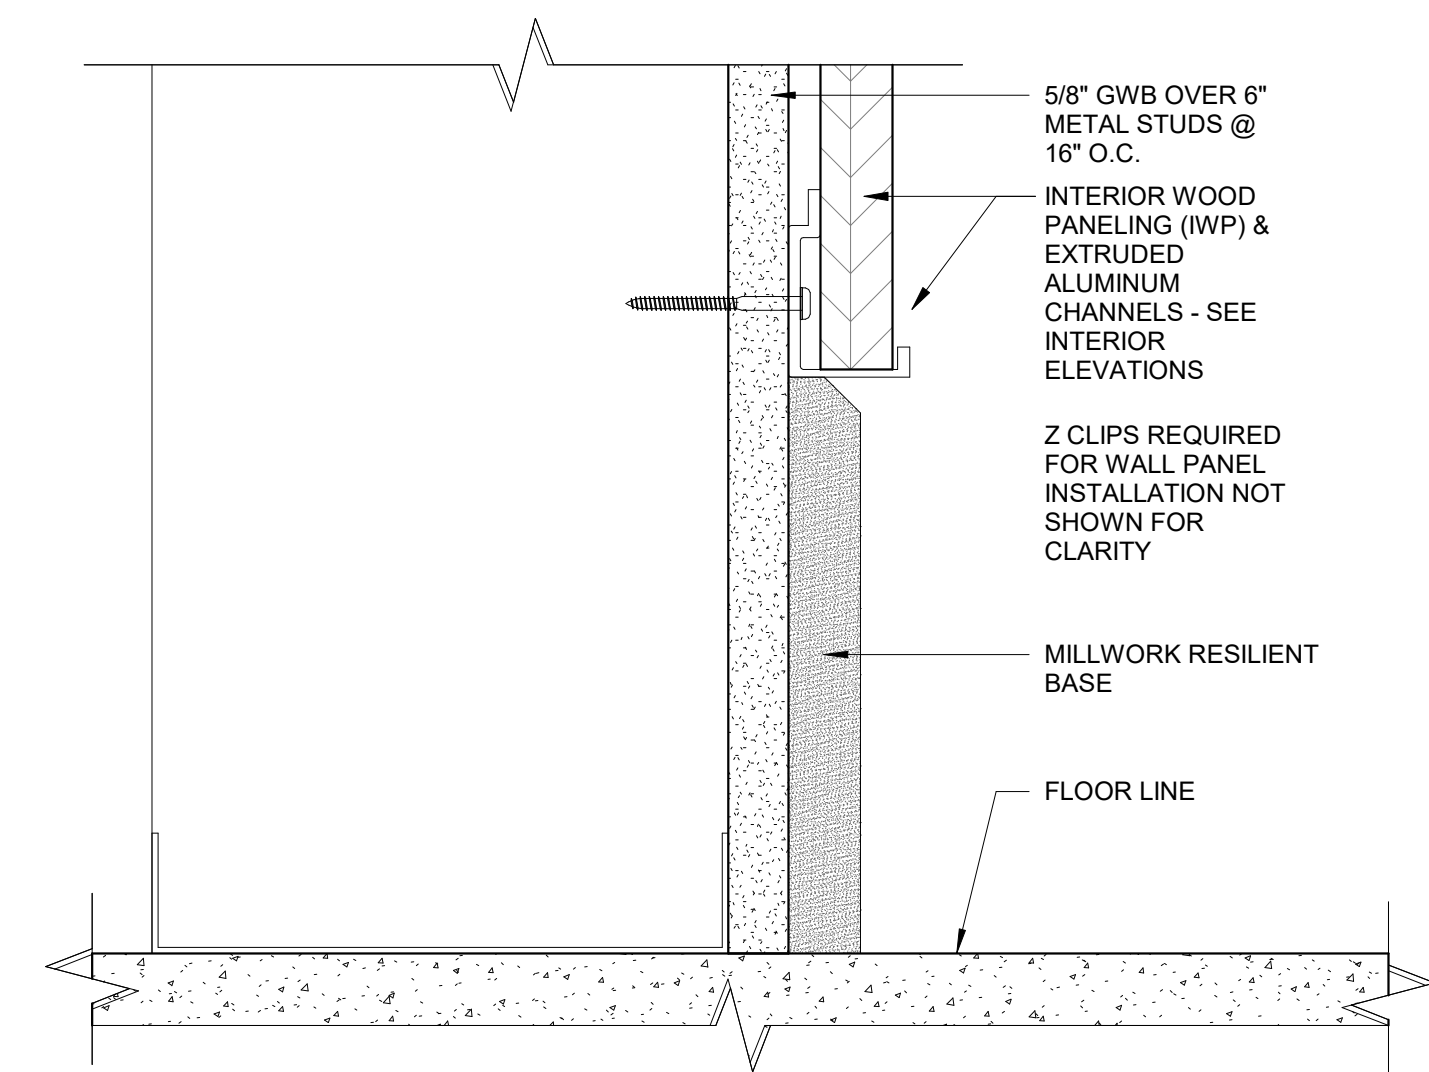 5/8" GWB OVER 6"
METAL STUDS @
16" O.C.
INTERIOR WOOD
PANELING (IWP) &
EXTRUDED
ALUMINUM
CHANNELS - SEE
INTERIOR
ELEVATIONS
Z CLIPS REQUIRED
FOR WALL PANEL
INSTALLATION NOT
SHOWN FOR
CLARITY
MILLWORK RESILIENT
BASE
FLOOR LINE